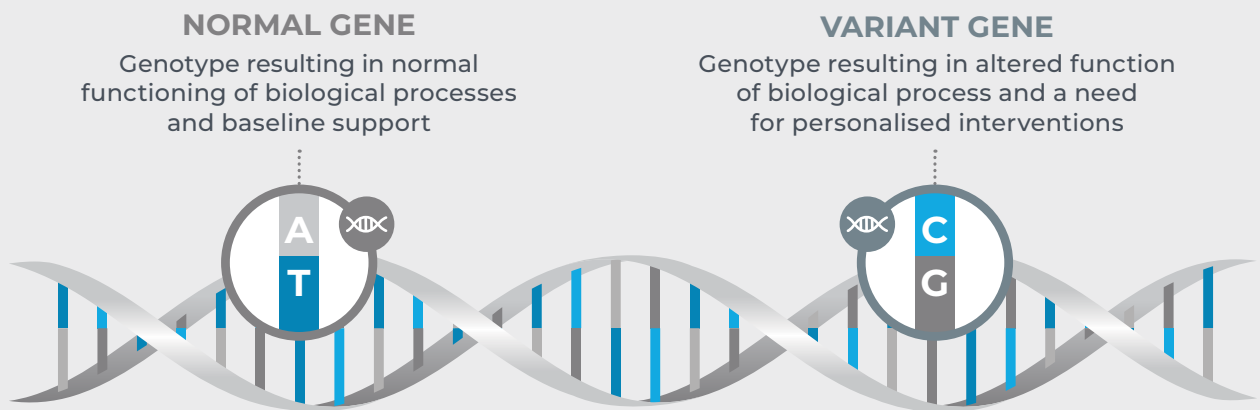 NORMAL GENE
Genotype resulting in normal
functioning of biological processes
and baseline support
A
T
VARIANT GENE
Genotype resulting in altered function
of biological process and a need
for personalised interventions
C
G